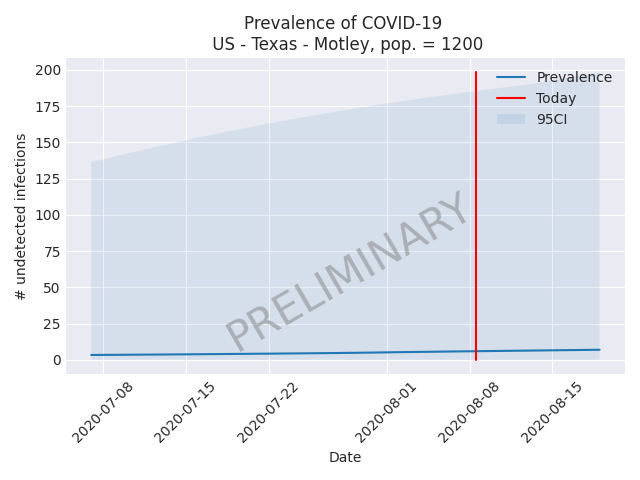 Prevalence of COVID-19
US - Texas - Motley, pop. = 1200
200
175
150
125
100
75
50
25
0
# undetected infections
Prevalence
Today
95CI
PRELIMINARY
2020-07-08
2020-07-15
2020-07-22
2020-08-01
2020-08-08
2020-08-15
Date